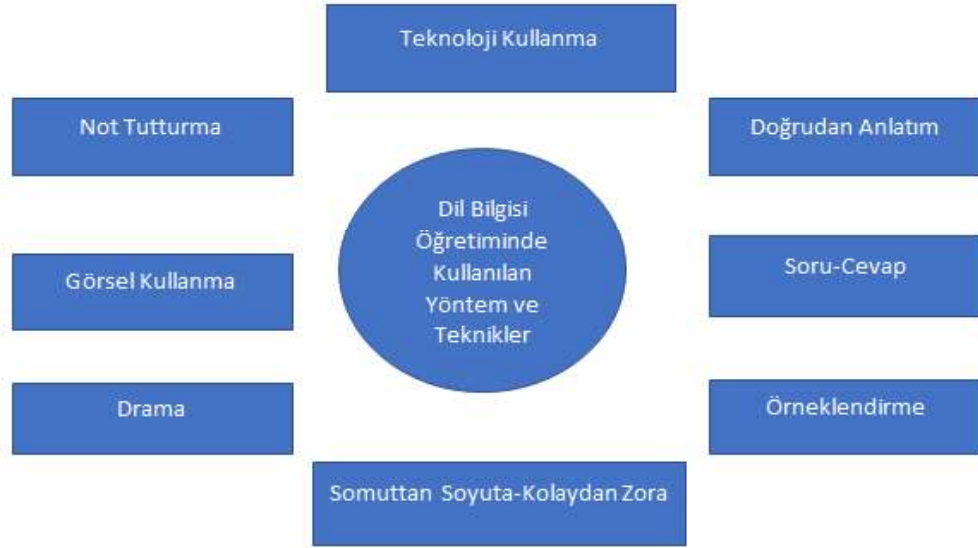 Teknoloji Kullanma
Not Tutturma
Doğrudan Anlatım
Dil Bilgisi
Öğretiminde
Kullanılan
Yöntem ve
Teknikler
Görsel Kullanma
Soru-Cevap
Drama
Örneklendirme
Somuttan Soyuta-Kolaydan Zora